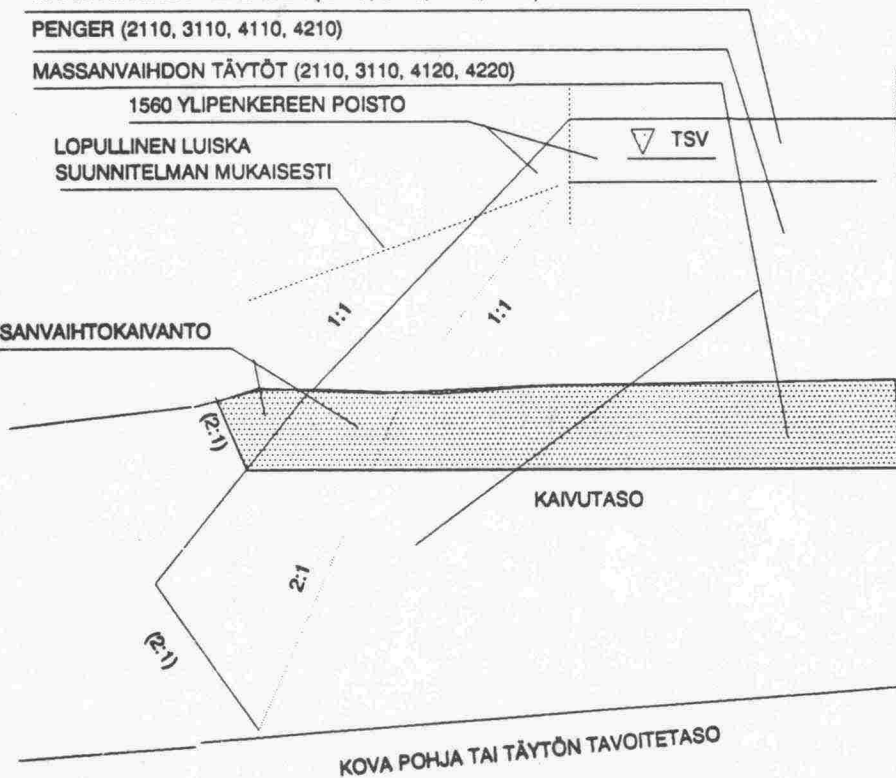 PENGER (2110, 3110, 4110, 4210)
MASSANVAIHDON TÄYTÖT (2110, 3110, 4120, 4220)
1560 YLIPENKEREEN POISTO
TSV
LOPULLINEN LUISKA
SUUNNITELMAN MUKAISESTI
1:1
1:1
SANVAIHTOKAIVANTO
(2:1)
KAIVUTASO
2:1
(2:1)
KOVA POHJA TAI TÄYTÖN TAVOITETASO